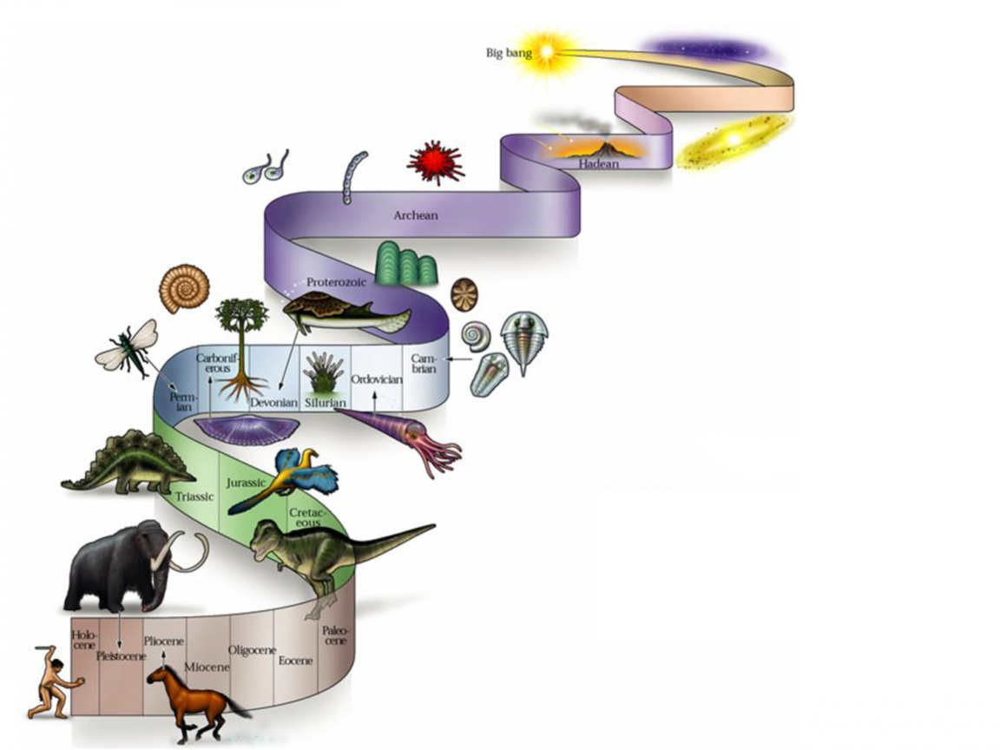 Big bang
Hadean
Archean
Proterozoic
Cam-
brian
Ordovician
Silurian
Devonian
Carbonif-
erous
Perm-
ian
Triassic
Jurassic
Cretac-
eous
Paleo-
cene
Eocene
Oligocene
Miocene
Pliocene
Pleistocene
Holo-
cene